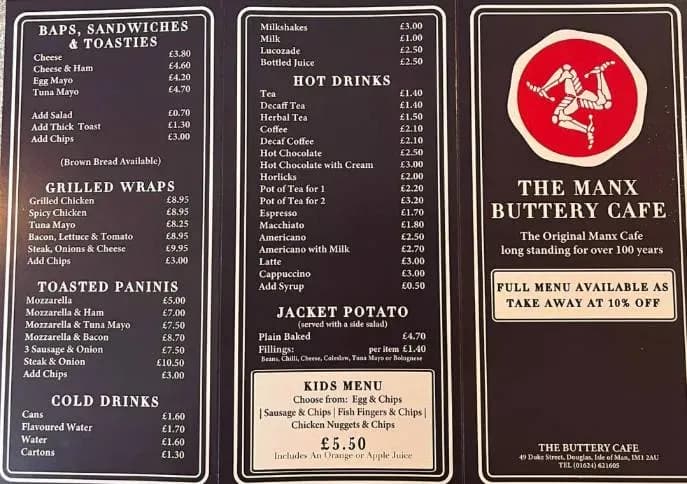 BAPS, SANDWICHES
& TOASTIES
Cheese £3.80
Cheese & Ham £4.60
Egg Mayo £4.20
Tuna Mayo £4.70
Add Salad £0.70
Add Thick Toast £1.30
Add Chips £3.00
(Brown Bread Available)
GRILLED WRAPS
Grilled Chicken £8.95
Spicy Chicken £8.95
Tuna Mayo £8.25
Bacon, Lettuce & Tomato £8.95
Steak, Onions & Cheese £9.95
Add Chips £3.00
TOASTED PANINIS
Mozzarella £5.00
Mozzarella & Ham £7.00
Mozzarella & Tuna Mayo £7.50
Mozzarella & Bacon £8.70
3 Sausage & Onion £7.50
Steak & Onion £10.50
Add Chips £3.00
COLD DRINKS
Cans £1.60
Flavoured Water £1.70
Water £1.60
Cartons £1.30
Milkshakes £3.00
Milk £1.00
Lucozade £2.50
Bottled Juice £2.50
HOT DRINKS
Tea £1.40
Decaff Tea £1.40
Herbal Tea £1.50
Coffee £2.10
Decaf Coffee £2.10
Hot Chocolate £2.50
Hot Chocolate with Cream £3.00
Horlicks £2.00
Pot of Tea for 1 £2.20
Pot of Tea for 2 £3.20
Espresso £1.70
Macchiato £1.80
Americano £2.50
Americano with Milk £2.70
Latte £3.00
Cappuccino £3.00
Add Syrup £0.50
JACKET POTATO
(served with a side salad)
Plain Baked £4.70
Fillings: per item £1.40
Beans, Chilli, Cheese, Coleslaw, Tuna Mayo or Bolognese
KIDS MENU
Choose from: Egg & Chips
| Sausage & Chips | Fish Fingers & Chips |
Chicken Nuggets & Chips
£5.50
Includes An Orange or Apple Juice
THE MANX
BUTTERY CAFE
The Original Manx Cafe
long standing for over 100 years
FULL MENU AVAILABLE AS
TAKE AWAY AT 10% OFF
THE BUTTERY CAFE
49 Duke Street, Douglas, Isle of Man, IM1 2AU
TEL (01624) 621605